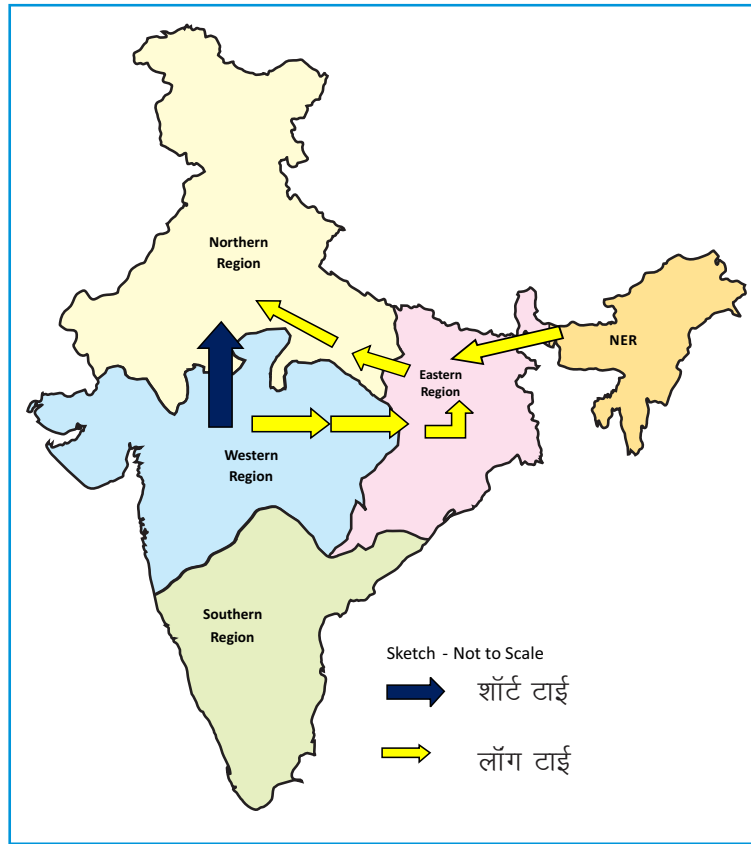 Northern
Region
NER
Eastern
Region
Western
Region
Southern
Region
Sketch - Not to Scale
शॉर्ट टाई
लॉग टाई